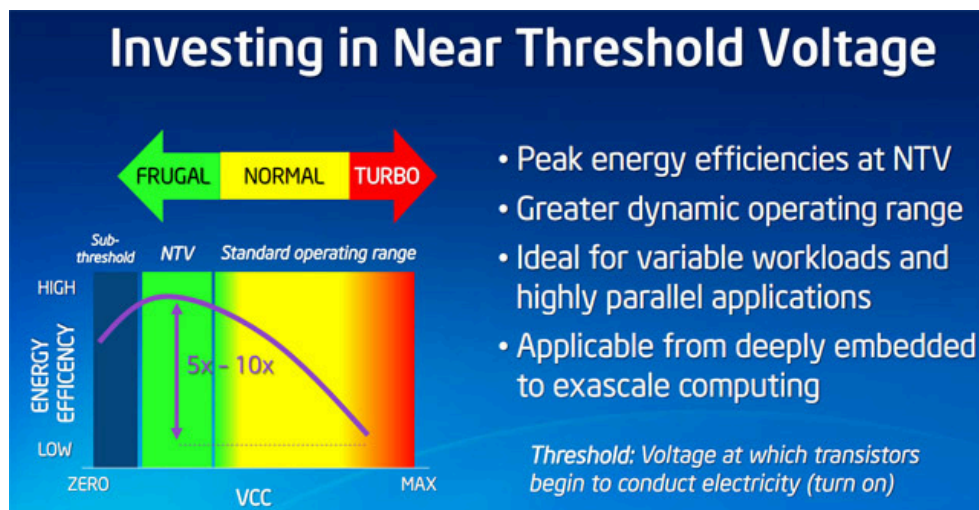 Investing in Near Threshold Voltage
FRUGAL
NORMAL
TURBO
Sub-
threshold
NTV
Standard operating range
HIGH
ENERGY
EFFICENCY
LOW
5x – 10x
ZERO
VCC
MAX
• Peak energy efficiencies at NTV
• Greater dynamic operating range
• Ideal for variable workloads and
highly parallel applications
• Applicable from deeply embedded
to exascale computing
Threshold: Voltage at which transistors
begin to conduct electricity (turn on)